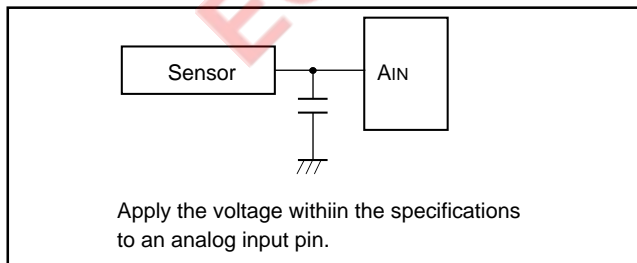 Sensor
AIN
Apply the voltage withiin the specifications
to an analog input pin.